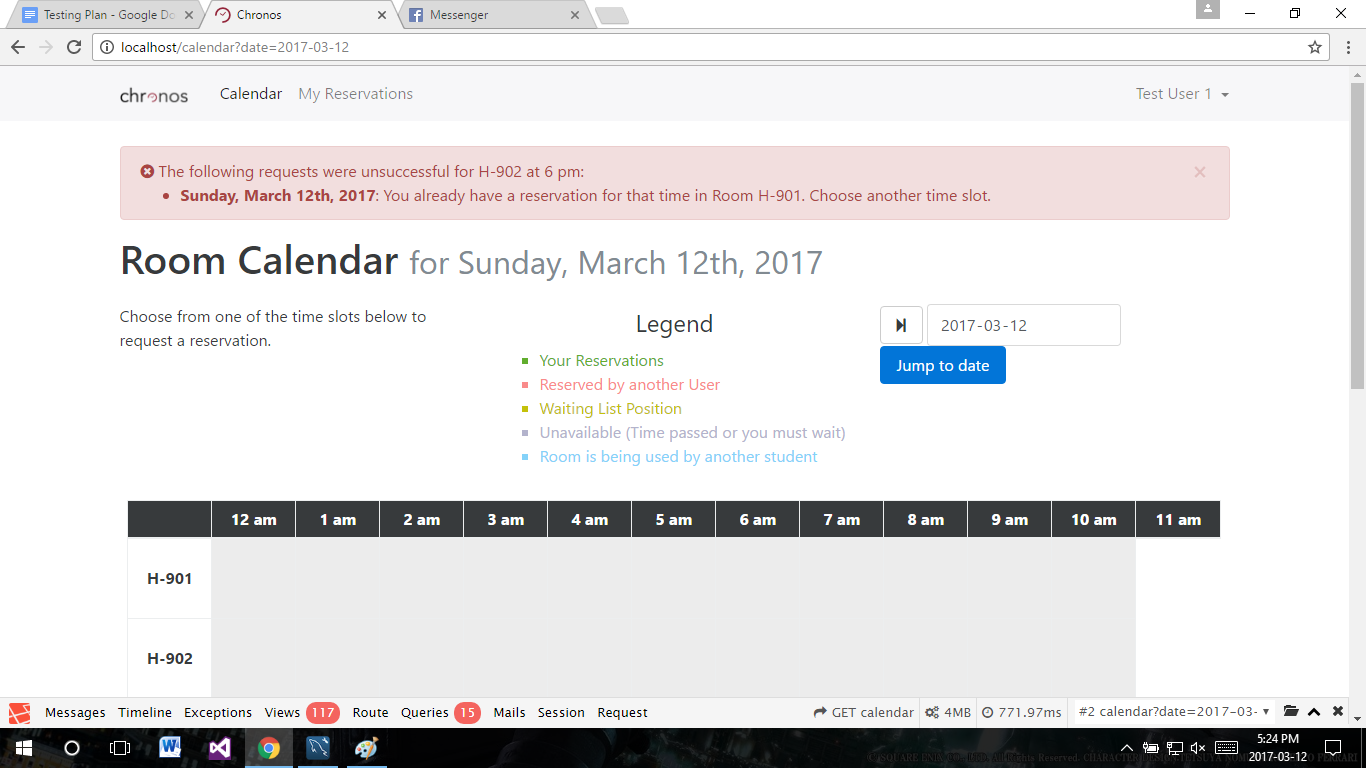 Testing Plan - Google Do
Chronos
Messenger
localhost/calendar?date=2017-03-12
chronos
Calendar
My Reservations
Test User 1
The following requests were unsuccessful for H-902 at 6 pm:
Sunday, March 12th, 2017: You already have a reservation for that time in Room H-901. Choose another time slot.
×
Room Calendar for Sunday, March 12th, 2017
Choose from one of the time slots below to
request a reservation.
Legend
Your Reservations
Reserved by another User
Waiting List Position
Unavailable (Time passed or you must wait)
Room is being used by another student
2017-03-12
Jump to date
12 am 1 am 2 am 3 am 4 am 5 am 6 am 7 am 8 am 9 am 10 am 11 am
H-901
H-902
Messages Timeline Exceptions Views 117 Route Queries 15 Mails Session Request
GET calendar 4MB 771.97ms #2 calendar?date=2017-03-
5:24 PM
2017-03-12